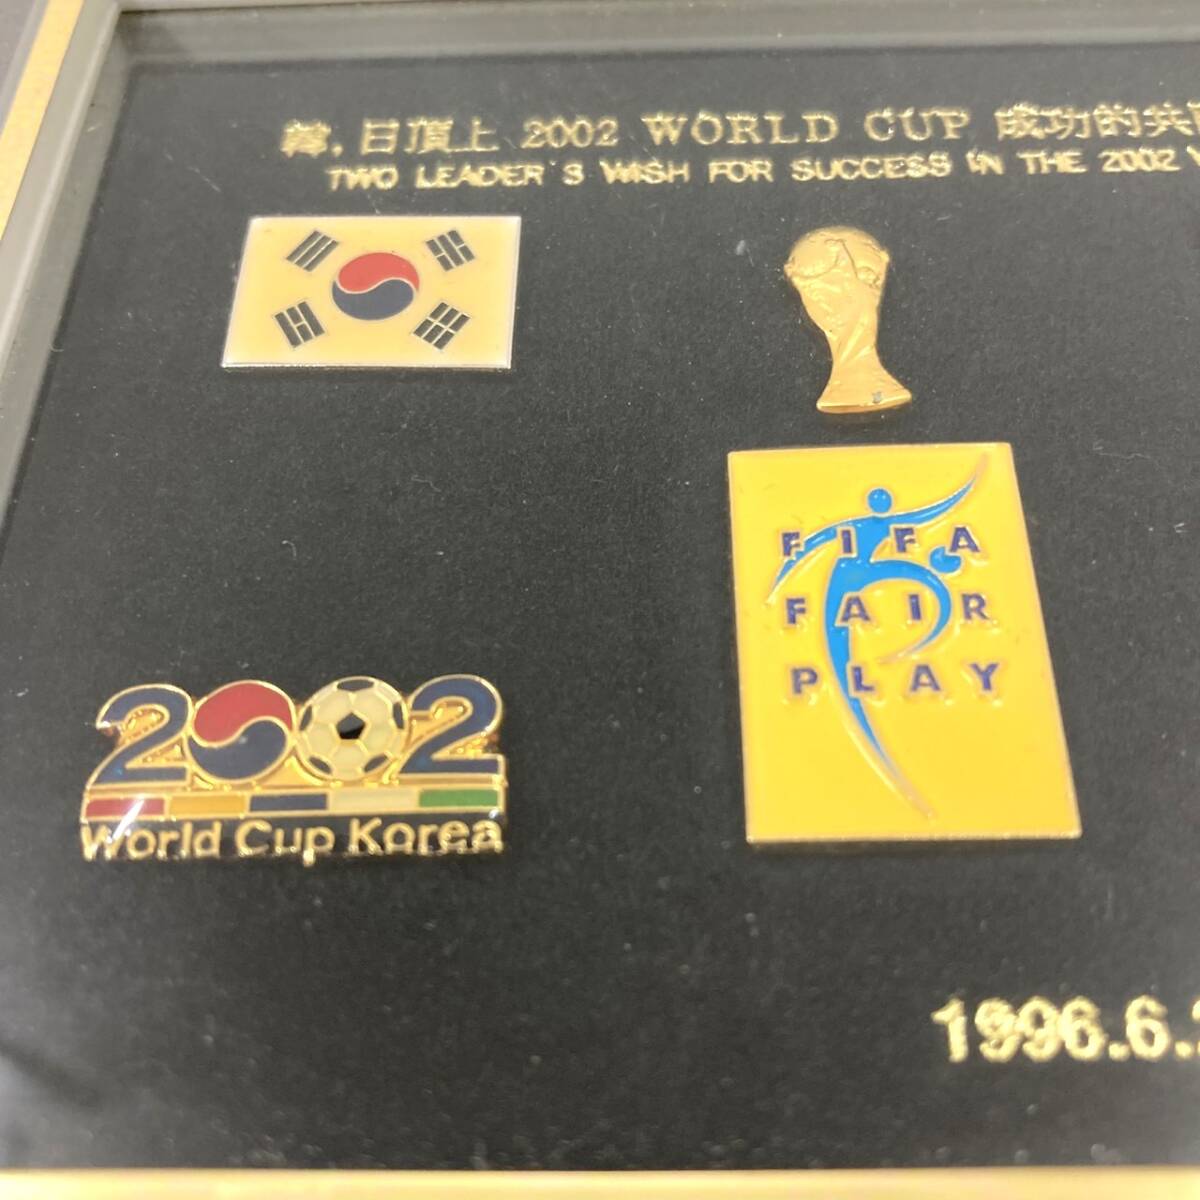 韓,日頂上 2002 WORLD CUP 成功的共
TWO LEADER'S WISH FOR SUCCESS IN THE 2002
FIFA
FAIR
PLAY
2002
World Cup Korea
1996.6.